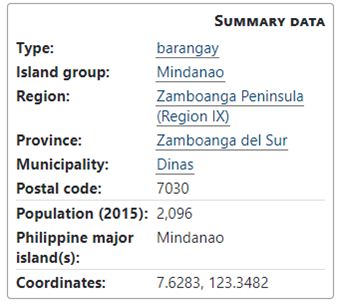 SUMMARY DATA
Type: barangay
Island group: Mindanao
Region: Zamboanga Peninsula
(Region IX)
Province: Zamboanga del Sur
Municipality: Dinas
Postal code: 7030
Population (2015): 2,096
Philippine major Mindanao
island(s):
Coordinates: 7.6283, 123.3482